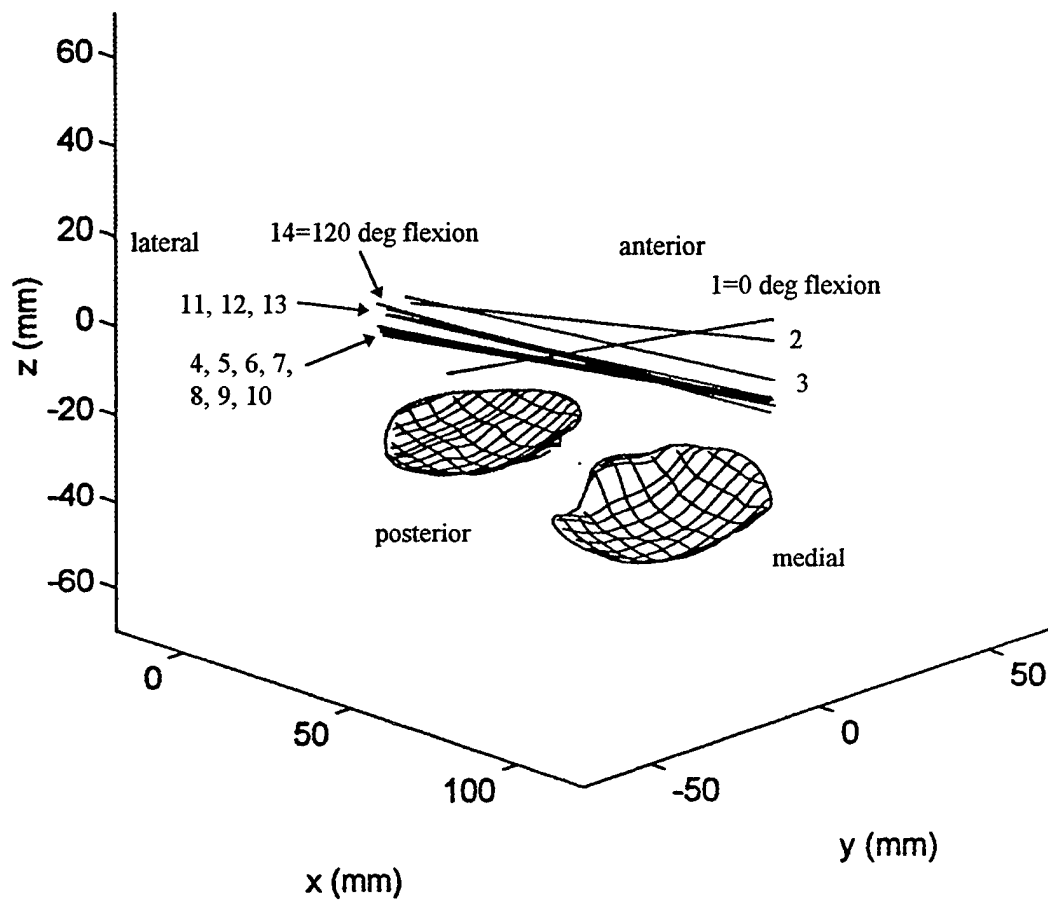 60
40
20
0
-20
-40
-60
z (mm)
lateral
14=120 deg flexion
anterior
1=0 deg flexion
11, 12, 13
2
4, 5, 6, 7,
8, 9, 10
3
posterior
medial
0
50
100
x (mm)
-50
0
50
y (mm)